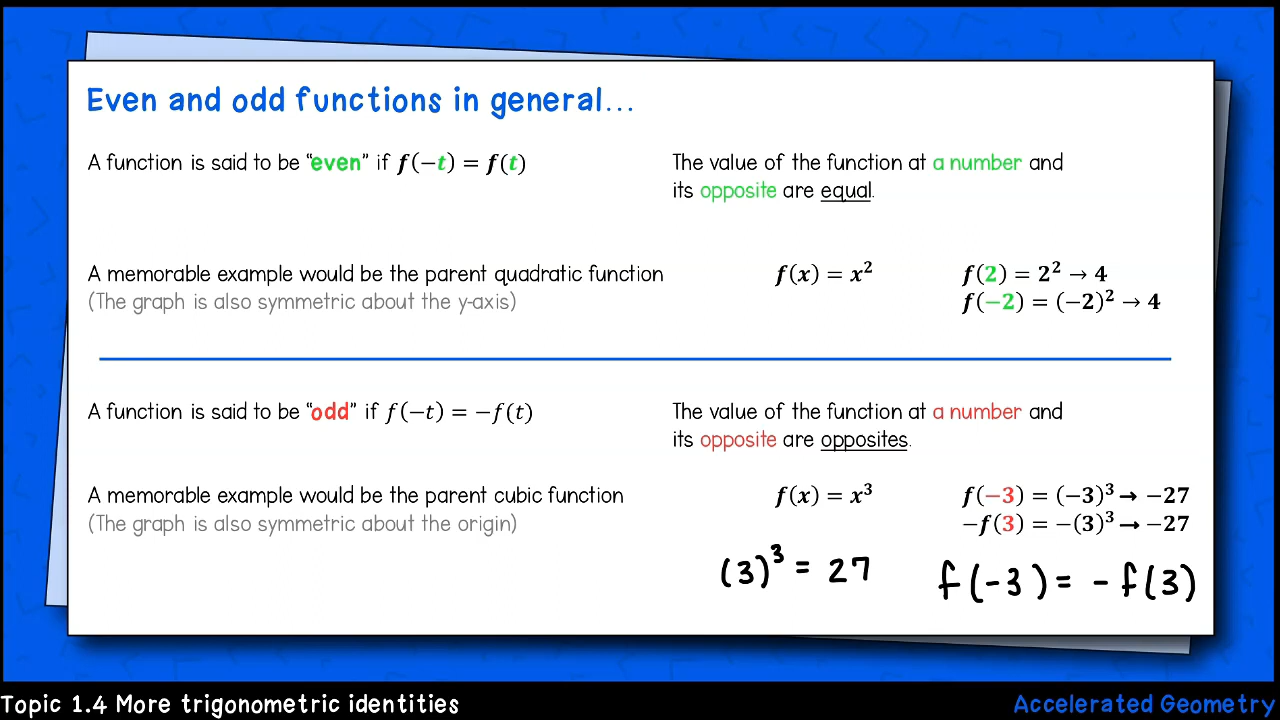 Even and odd functions in general...
A function is said to be “even” if f(−t) = f(t)
The value of the function at a number and
its opposite are equal.
A memorable example would be the parent quadratic function
(The graph is also symmetric about the y-axis)
f(x) = x²
f(2) = 2² → 4
f(−2) = (−2)² → 4
A function is said to be “odd” if f(−t) = −f(t)
The value of the function at a number and
its opposite are opposites.
A memorable example would be the parent cubic function
(The graph is also symmetric about the origin)
f(x) = x³
f(−3) = (−3)³ → −27
−f(3) = −(3)³ → −27
(3)³ = 27
f(−3) = −f(3)
Topic 1.4 More trigonometric identities
Accelerated Geometry